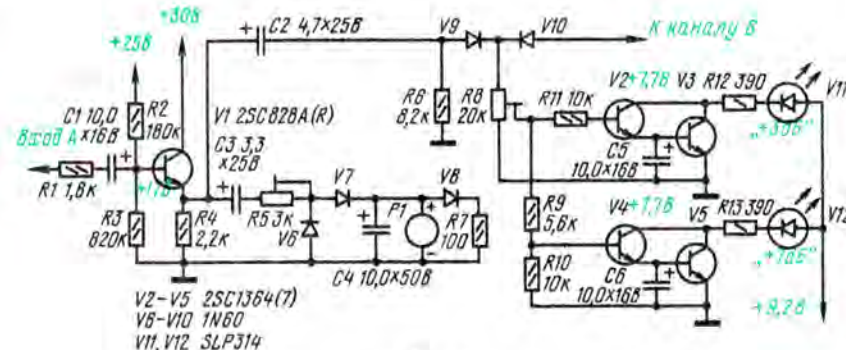 +30В
+25В
C2 4,7×25В
V9
V10
К каналу В
C1 10,0
×16В
R2
180к
V1 2SC828A(R)
Вход А
R1 1,8к
+17В
C3 3,3
×25В
R6
8,2к
R8
20к
R11 10к
V2
+7,7В
V3
R12 390
V11
„+3дБ"
C5
10,0×16В
R3
820к
R4
2,2к
R5 3к
V6
V7
P1
V8
R7
100
C4 10,0×50В
R9
5,6к
V4
+7,7В
V5
R13 390
V12
R10
10к
C6
10,0×16В
+9,2В
V2–V5 2SC1364(7)
V6–V10 1N60
V11, V12 SLP314